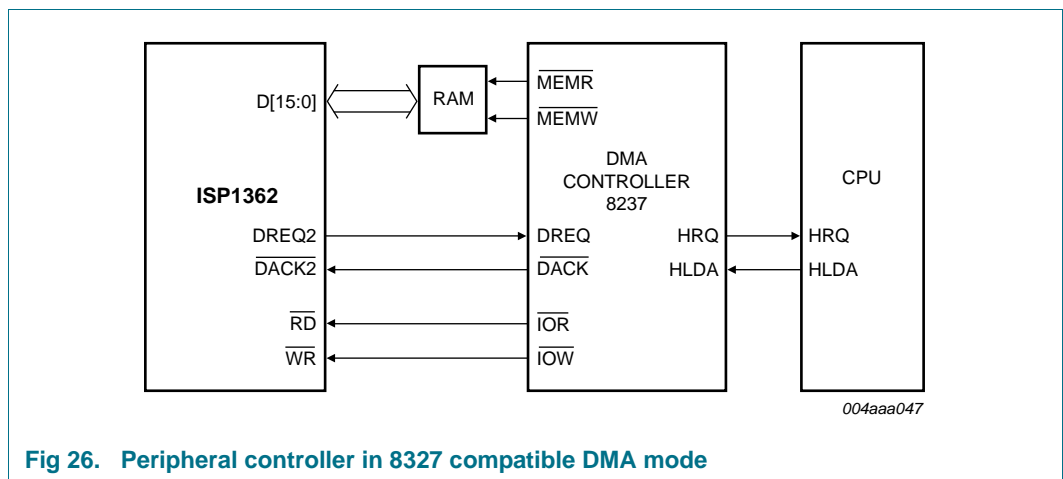 D[15:0]
RAM
MEMR
MEMW
DMA
CONTROLLER
8237
CPU
ISP1362
DREQ2
DREQ
HRQ
HRQ
DACK2
DACK
HLDA
HLDA
RD
IOR
WR
IOW
004aaa047
Fig 26. Peripheral controller in 8327 compatible DMA mode